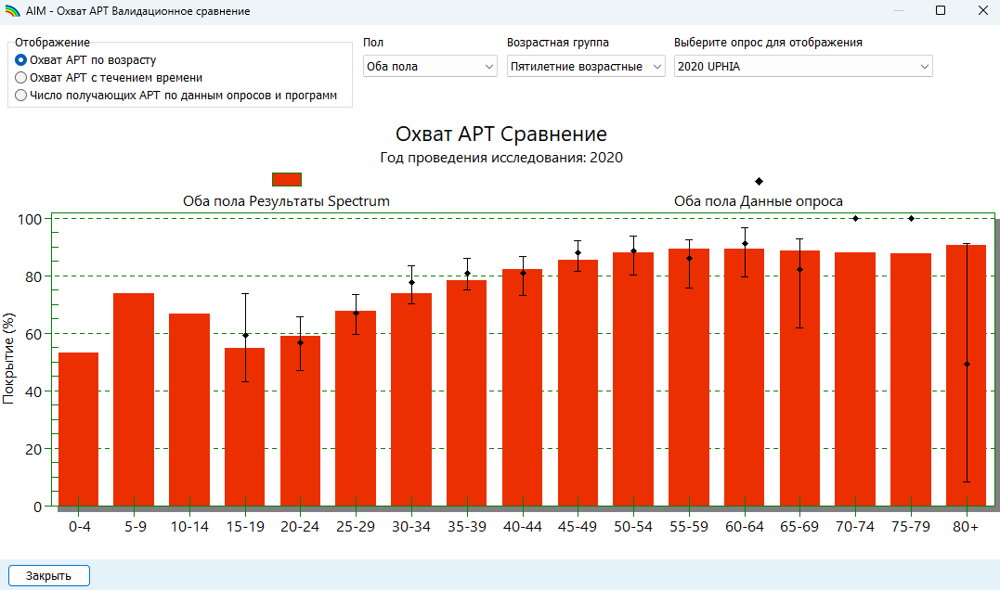 AIM - Охват АРТ Валидационное сравнение
Отображение
Охват АРТ по возрасту
Охват АРТ с течением времени
Число получающих АРТ по данным опросов и программ
Пол
Оба пола
Возрастная группа
Пятилетние возрастные
Выберите опрос для отображения
2020 UPHIA
Охват АРТ Сравнение
Год проведения исследования: 2020
Оба пола Результаты Spectrum
Оба пола Данные опроса
Покрытие (%)
100
80
60
40
20
0
0-4 5-9 10-14 15-19 20-24 25-29 30-34 35-39 40-44 45-49 50-54 55-59 60-64 65-69 70-74 75-79 80+
Закрыть